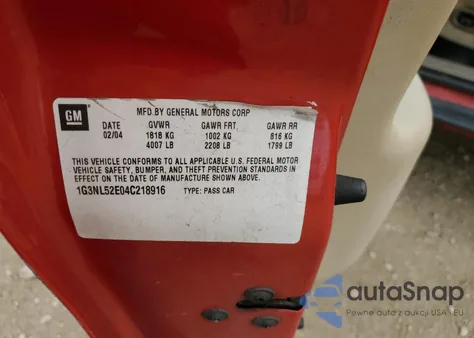 GM
MFD.BY GENERAL MOTORS CORP
DATE GVWR GAWR FRT GAWR RR
02/04 1818 KG 1002 KG 816 KG
4007 LB 2208 LB 1799 LB
THIS VEHICLE CONFORMS TO ALL APPLICABLE U.S. FEDERAL MOTOR
VEHICLE SAFETY, BUMPER, AND THEFT PREVENTION STANDARDS IN
EFFECT ON THE DATE OF MANUFACTURE SHOWN ABOVE.
1G3NL52E04C218916 TYPE: PASS CAR
autoSnap
Pewne auta z aukcji USA i EU